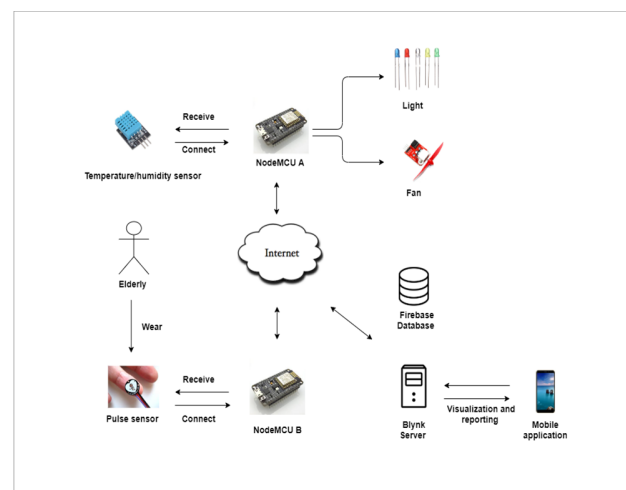 Light
Receive
Connect
Temperature/humidity sensor
NodeMCU A
Fan
Internet
Elderly
Firebase
Database
Wear
Receive
Connect
Pulse sensor
NodeMCU B
Visualization and
reporting
Blynk
Server
Mobile
application